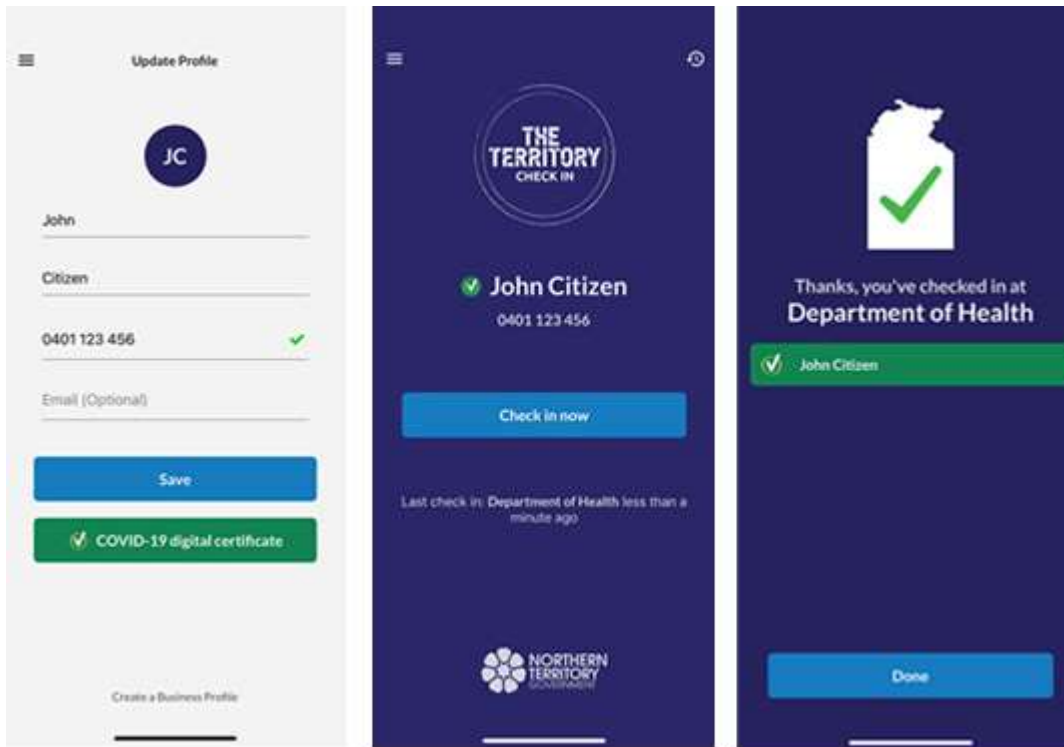 Update Profile
JC
John
Citizen
0401 123 456
Email (Optional)
Save
COVID-19 digital certificate
Create a Business Profile
THE
TERRITORY
CHECK IN
John Citizen
0401 123 456
Check in now
Last check in: Department of Health less than a
minute ago
NORTHERN
TERRITORY
GOVERNMENT
Thanks, you've checked in at
Department of Health
John Citizen
Done